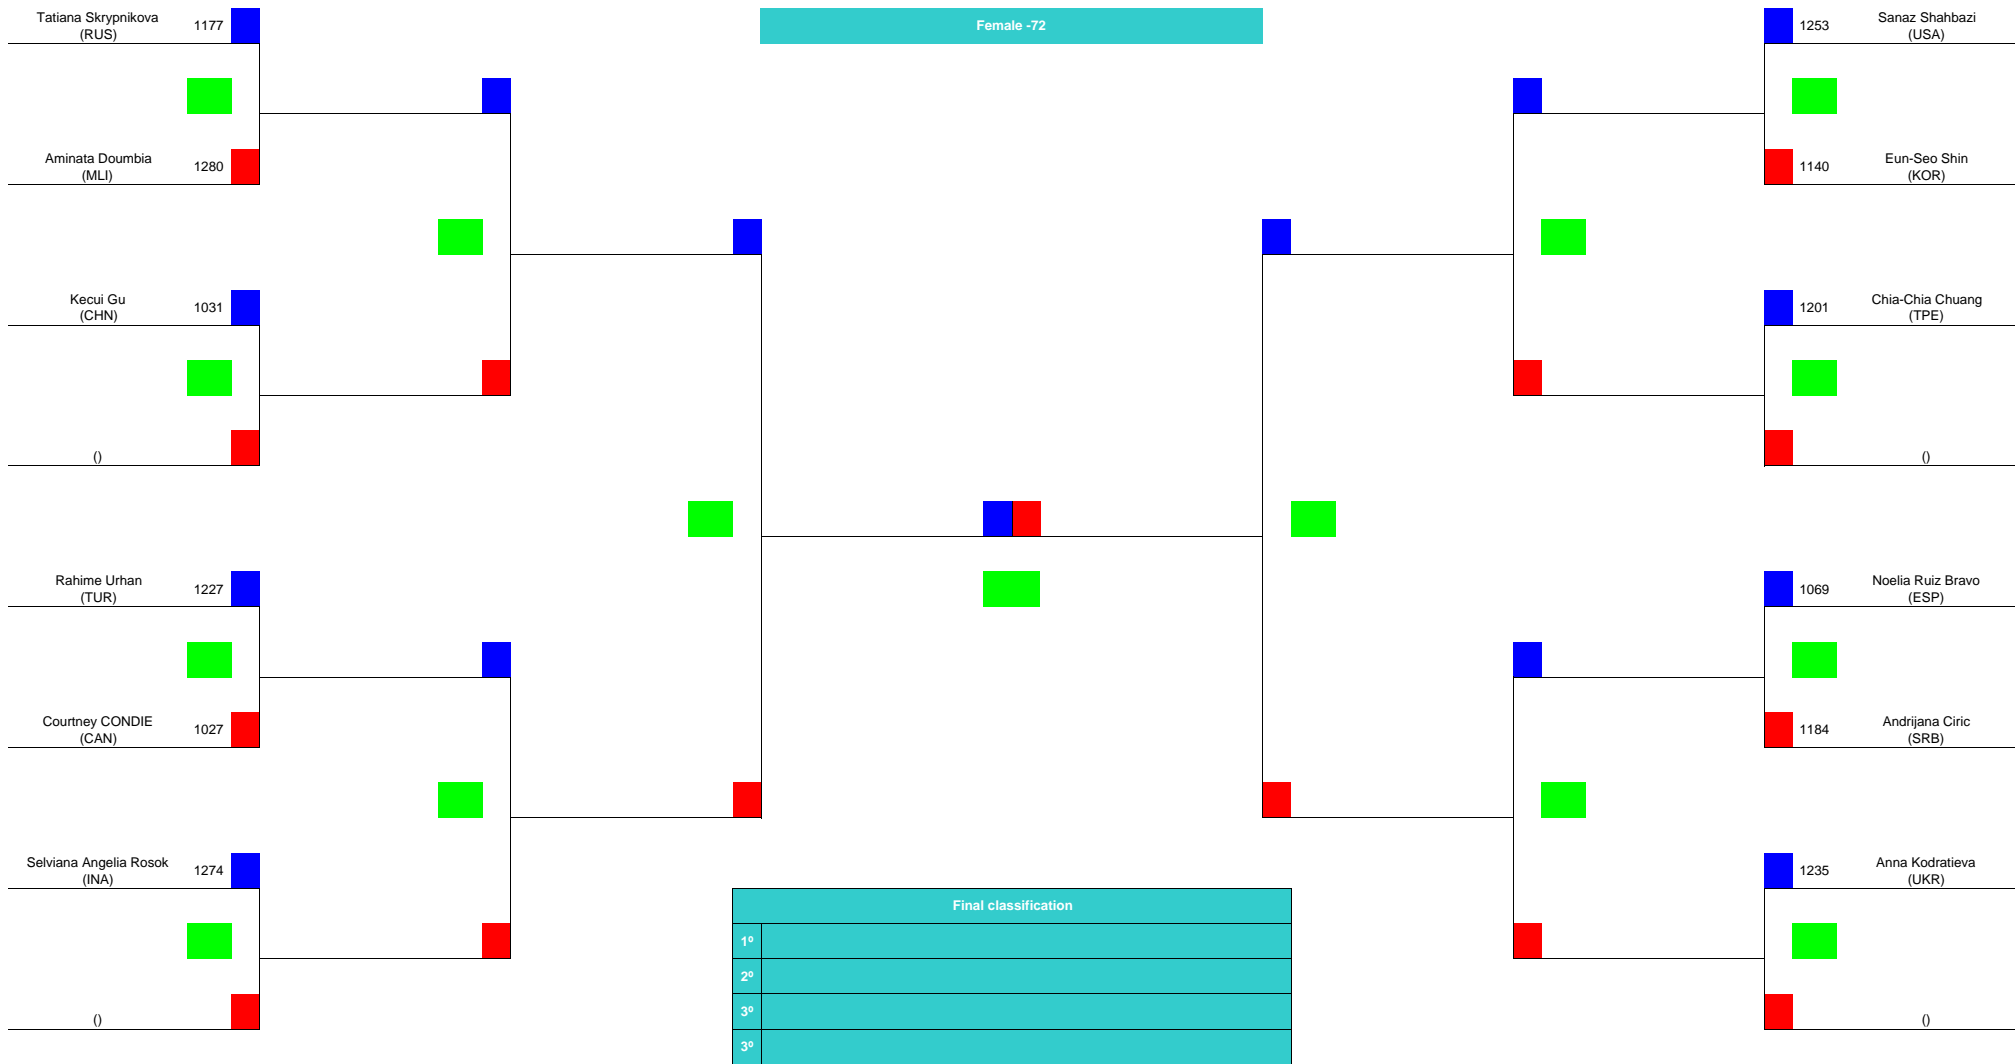 Female -72
Tatiana Skrypnikova
(RUS)
1177
Aminata Doumbia
(MLI)
1280
Kecui Gu
(CHN)
1031
()
Rahime Urhan
(TUR)
1227
Courtney CONDIE
(CAN)
1027
Selviana Angelia Rosok
(INA)
1274
()
1253
Sanaz Shahbazi
(USA)
1140
Eun-Seo Shin
(KOR)
1201
Chia-Chia Chuang
(TPE)
()
1069
Noelia Ruiz Bravo
(ESP)
1184
Andrijana Ciric
(SRB)
1235
Anna Kodratieva
(UKR)
()
Final classification
1º
2º
3º
3º